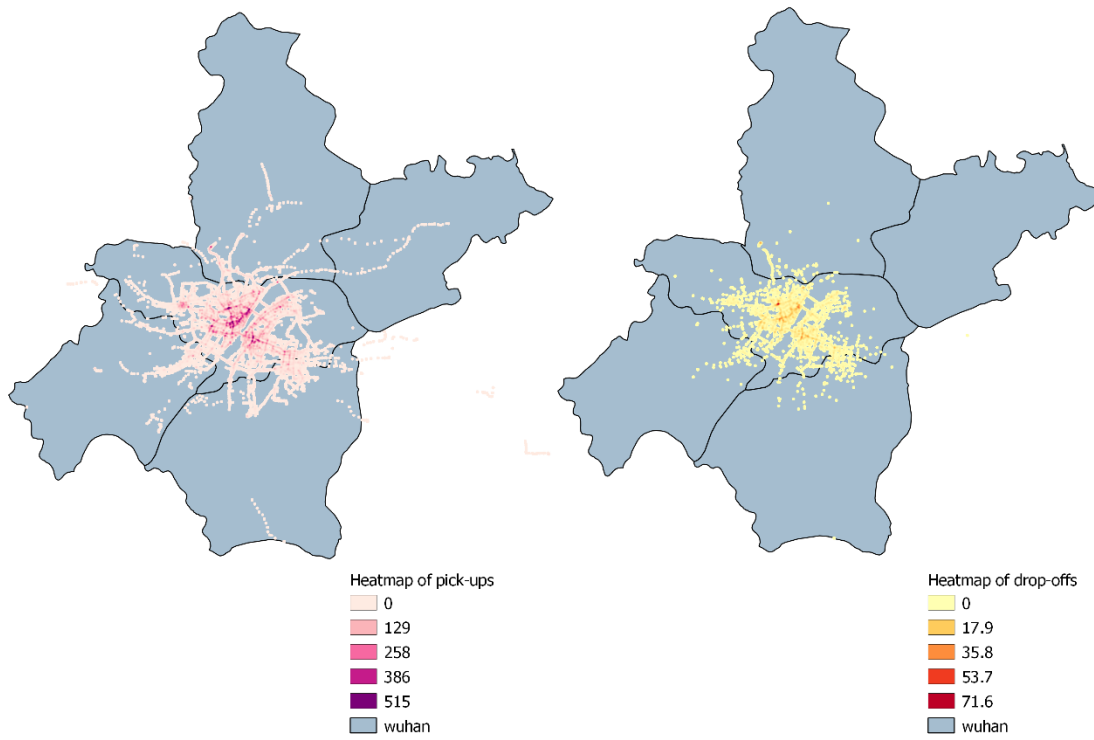 Heatmap of pick-ups
0
129
258
386
515
wuhan
Heatmap of drop-offs
0
17.9
35.8
53.7
71.6
wuhan